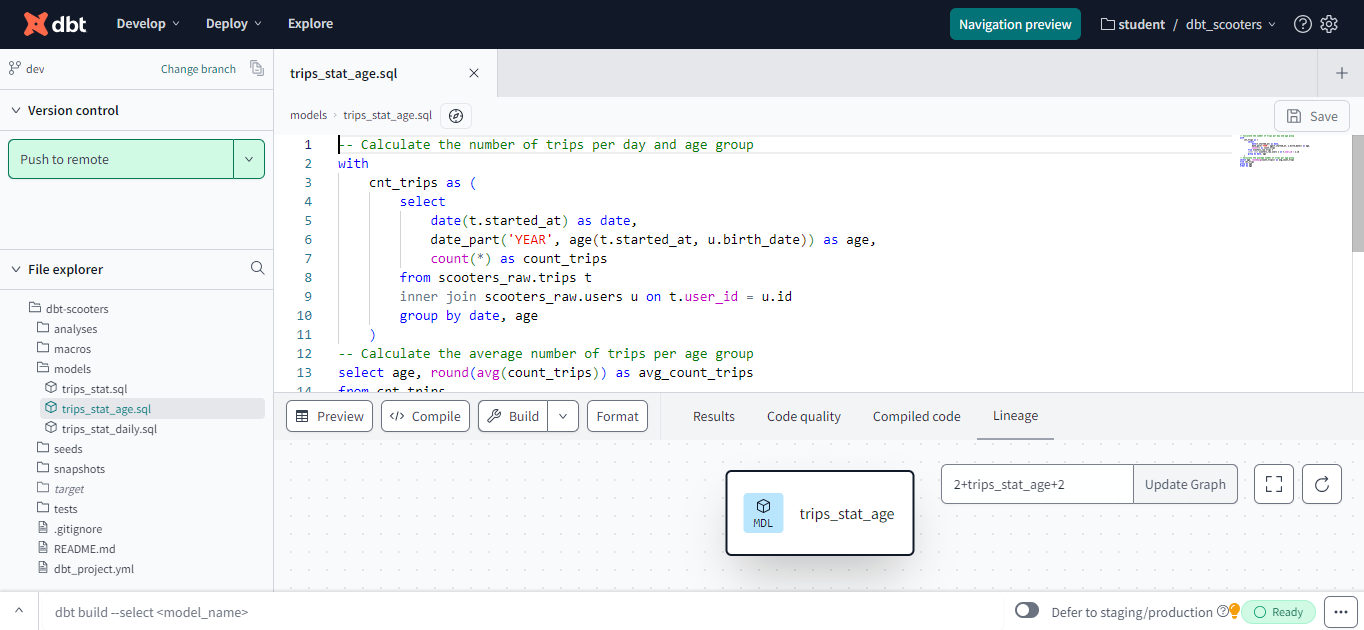 dbt Develop Deploy Explore Navigation preview student / dbt_scooters
dev Change branch
Version control
Push to remote
File explorer
dbt-scooters
analyses
macros
models
trips_stat.sql
trips_stat_age.sql
trips_stat_daily.sql
seeds
snapshots
target
tests
.gitignore
README.md
dbt_project.yml
trips_stat_age.sql
models > trips_stat_age.sql Save
1 -- Calculate the number of trips per day and age group
2 with
3 cnt_trips as (
4 select
5 date(t.started_at) as date,
6 date_part('YEAR', age(t.started_at, u.birth_date)) as age,
7 count(*) as count_trips
8 from scooters_raw.trips t
9 inner join scooters_raw.users u on t.user_id = u.id
10 group by date, age
11 )
12 -- Calculate the average number of trips per age group
13 select age, round(avg(count_trips)) as avg_count_trips
14 from cnt_trips
Preview </> Compile Build Format Results Code quality Compiled code Lineage
MDL trips_stat_age
2+trips_stat_age+2 Update Graph
dbt build --select <model_name> Defer to staging/production Ready